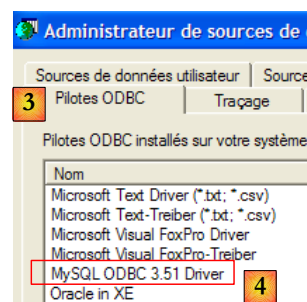 Administrateur de sources de
Sources de données utilisateur Source
3 Pilotes ODBC Traçage
Pilotes ODBC installés sur votre système
Nom
Microsoft Text Driver (*.txt; *.csv)
Microsoft Text-Treiber (*.txt; *.csv)
Microsoft Visual FoxPro Driver
Microsoft Visual FoxPro-Treiber
MySQL ODBC 3.51 Driver
4
Oracle in XE